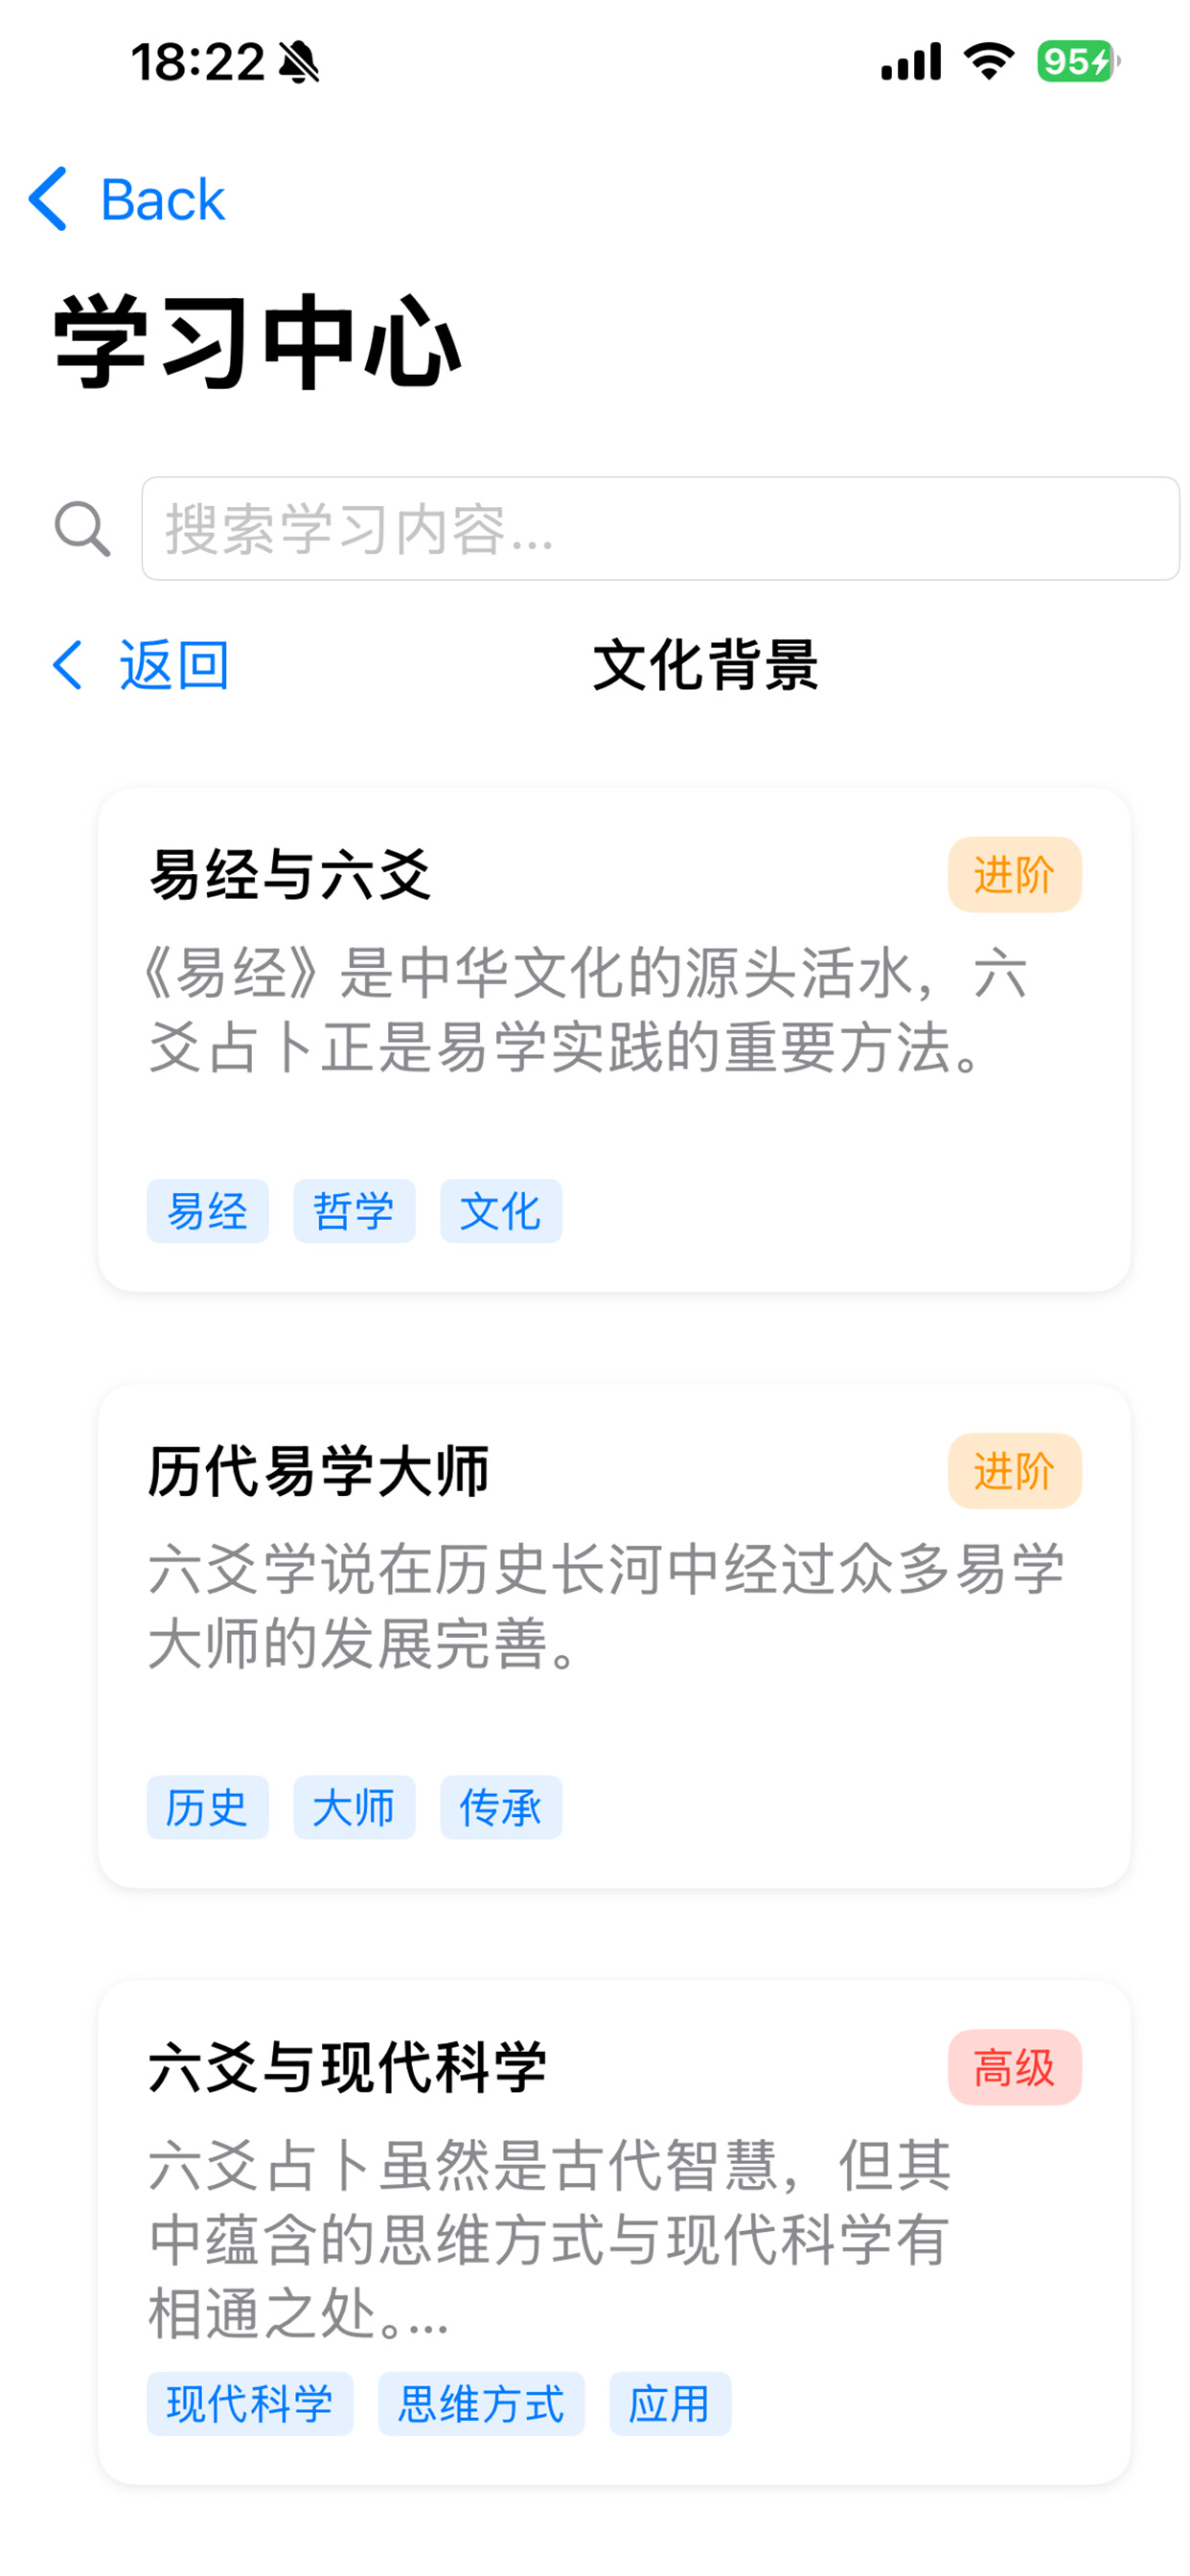 18:22
95
Back
学习中心
搜索学习内容...
返回
文化背景
易经与六爻
进阶
《易经》是中华文化的源头活水，六
爻占卜正是易学实践的重要方法。
易经 哲学 文化
历代易学大师
进阶
六爻学说在历史长河中经过众多易学
大师的发展完善。
历史 大师 传承
六爻与现代科学
高级
六爻占卜虽然是古代智慧，但其
中蕴含的思维方式与现代科学有
相通之处。...
现代科学 思维方式 应用